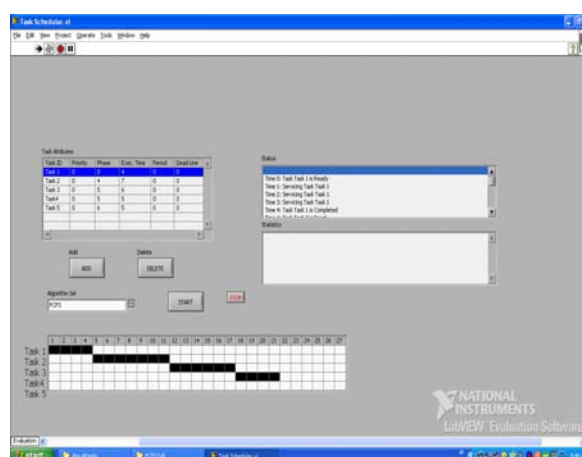 Task Schedular.vi
File Edit View Project Operate Tools Window Help
Task Attributes
Task ID Priority Phase Exec. Time Period DeadLine
Task 1 0 0 4 0 0
Task 2 0 4 7 0 0
Task 3 0 5 6 0 0
Task4 0 5 5 0 0
Task 5 0 6 5 0 0
Status
Time 0: Task Task 1 is Ready
Time 1: Servicing Task Task 1
Time 2: Servicing Task Task 1
Time 3: Servicing Task Task 1
Time 4: Task Task 1 is Completed
Statistics
Add Delete
ADD DELETE
Algorithm Sel
FCFS
START STOP
1 2 3 4 5 6 7 8 9 10 11 12 13 14 15 16 17 18 19 20 21 22 23 24 25 26 27
Task 1
Task 2
Task 3
Task4
Task 5
NATIONAL
INSTRUMENTS
LabVIEW Evaluation Software
Evaluation
start
Task Schedular.vi